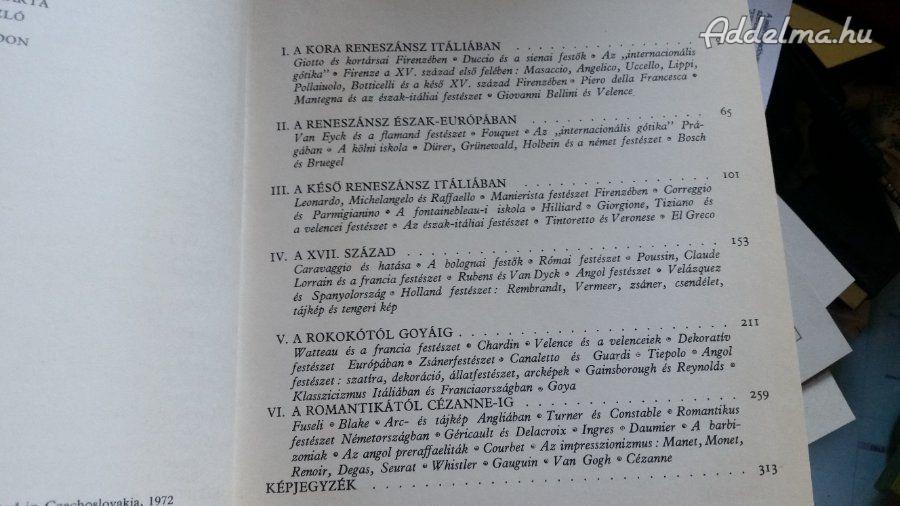 Addelma.hu
ZLÓ
DON
I. A KORA RENESZÁNSZ ITÁLIÁBAN
Giotto és kortársai Firenzében • Duccio és a sienai festők • Az „internacionális
gótika” • Firenze a XV. század első felében: Masaccio, Angelico, Uccello, Lippi,
Pollaiuolo, Botticelli és a késő XV. század Firenzében • Piero della Francesca •
Mantegna és az észak-itáliai festészet • Giovanni Bellini és Velence
II. A RENESZÁNSZ ÉSZAK-EURÓPÁBAN . . . . . . . . . . . . . . . 65
Van Eyck és a flamand festészet • Fouquet • Az „internacionális gótika” Prá-
gában • A kölni iskola • Dürer, Grünewald, Holbein és a német festészet • Bosch
és Bruegel
III. A KÉSŐ RENESZÁNSZ ITÁLIÁBAN . . . . . . . . . . . . . . . 101
Leonardo, Michelangelo és Raffaello • Manierista festészet Firenzében • Correggio
és Parmigianino • A fontainebleau-i iskola • Hilliard • Giorgione, Tiziano és
a velencei festészet • Az észak-itáliai festészet • Tintoretto és Veronese • El Greco
IV. A XVII. SZÁZAD . . . . . . . . . . . . . . . 153
Caravaggio és hatása • A bolognai festők • Római festészet • Poussin, Claude
Lorrain és a francia festészet • Rubens és Van Dyck • Angol festészet • Velázquez
és Spanyolország • Holland festészet: Rembrandt, Vermeer, zsáner, csendélet,
tájkép és tengeri kép
V. A ROKOKÓTÓL GOYÁIG . . . . . . . . . . . . . . . 211
Watteau és a francia festészet • Chardin • Velence és a velenceiek • Dekoratív
festészet Európában • Zsánerfestészet • Canaletto és Guardi • Tiepolo • Angol
festészet: szatíra, dekoráció, állatfestészet, arcképek • Gainsborough és Reynolds •
Klasszicizmus Itáliában és Franciaországban • Goya
VI. A ROMANTIKÁTÓL CÉZANNE-IG . . . . . . . . . . . . . . . 259
Fuseli • Blake • Arc- és tájkép Angliában • Turner és Constable • Romantikus
festészet Németországban • Géricault és Delacroix • Ingres • Daumier • A barbi-
zoniak • Az angol preraffaeliták • Courbet • Az impresszionizmus: Manet, Monet,
Renoir, Degas, Seurat • Whistler • Gauguin • Van Gogh • Cézanne
KÉPJEGYZÉK . . . . . . . . . . . . . . . 313
in Czechoslovakia, 1972